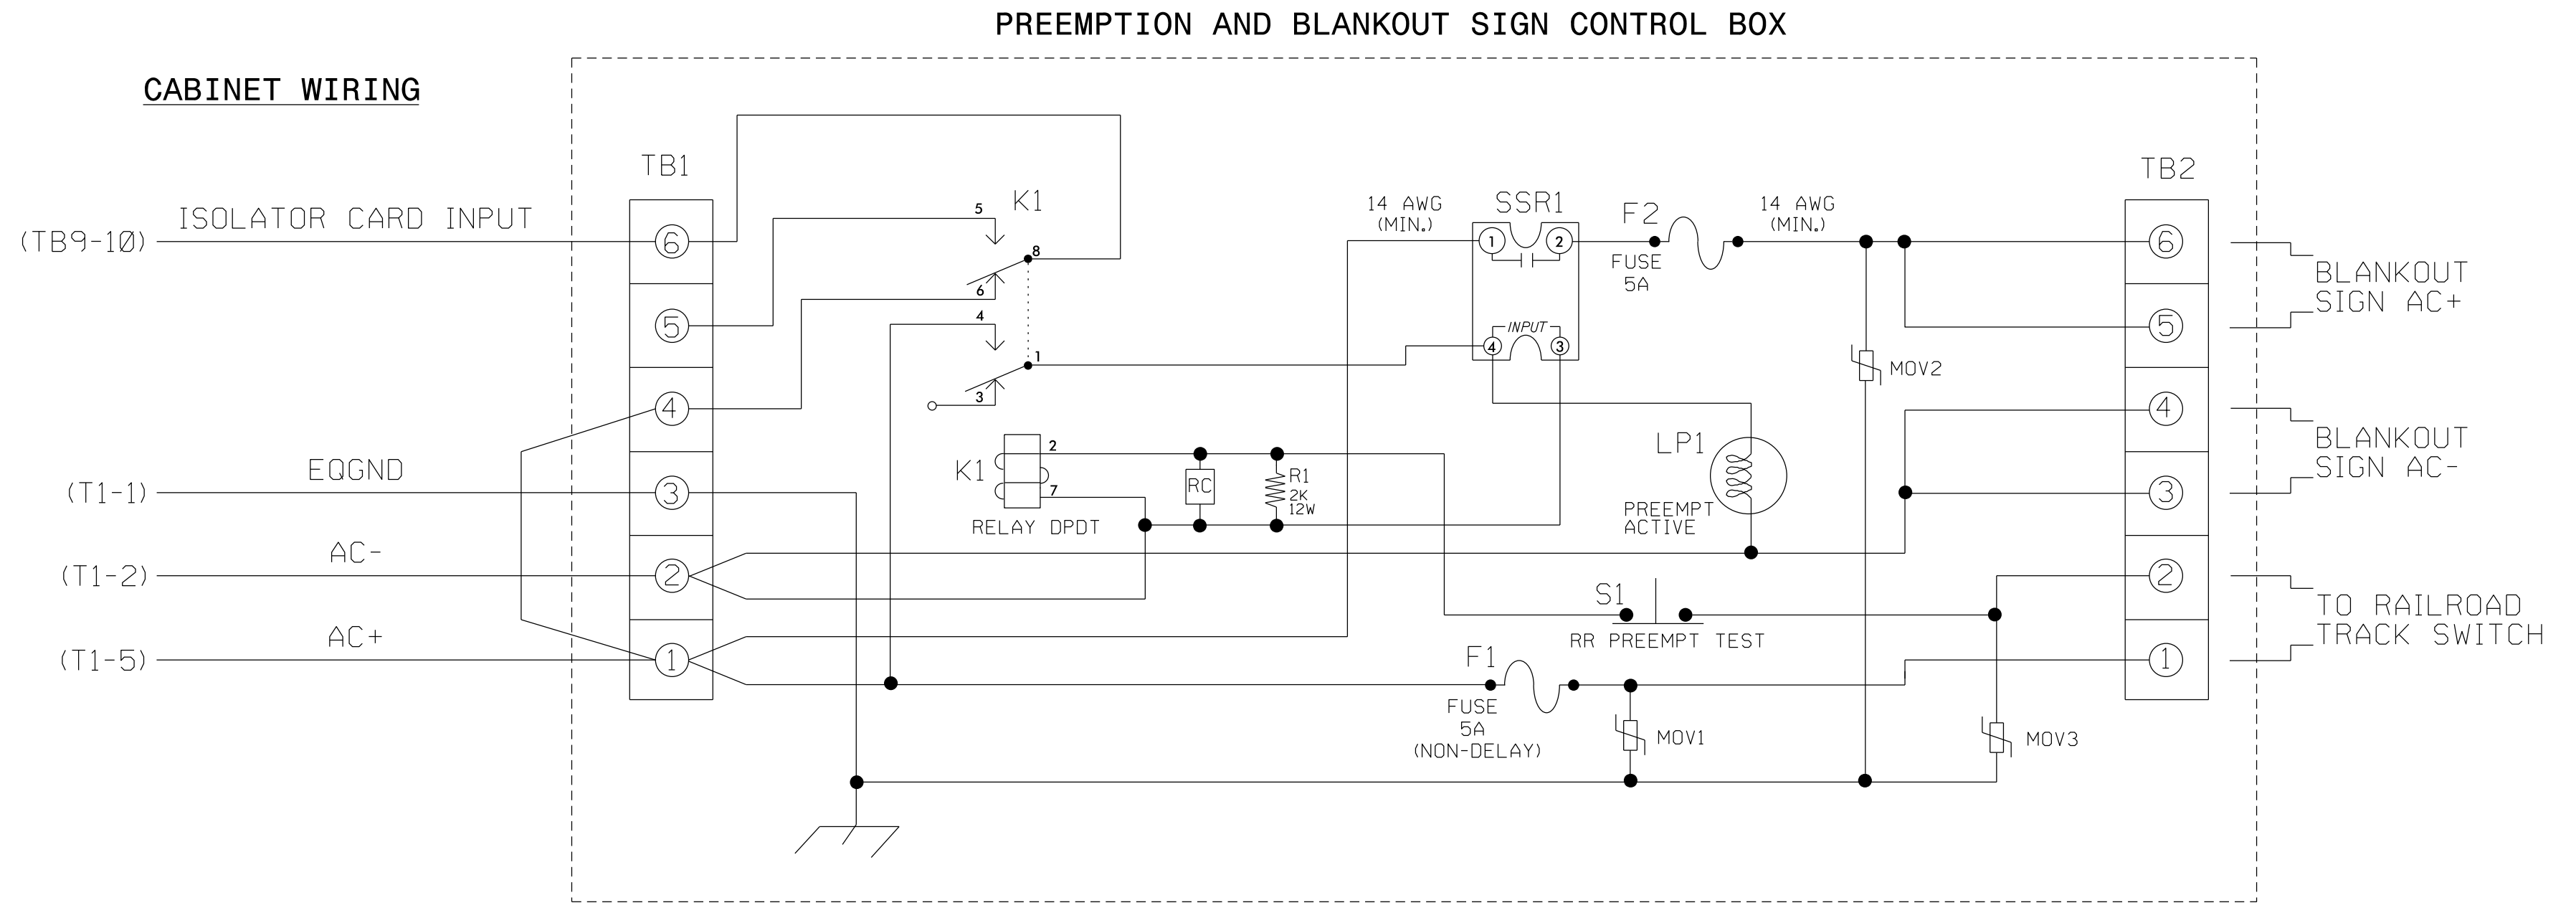 PREEMPTION AND BLANKOUT SIGN CONTROL BOX
CABINET WIRING
TB1
TB2
K1
SSR1
14 AWG
(MIN.)
F2
14 AWG
(MIN.)
FUSE
5A
(TB9-10)
ISOLATOR CARD INPUT
6
5
4
3
2
1
5
8
6
4
1
3
1
2
INPUT
4
3
MOV2
6
5
4
3
2
1
BLANKOUT
SIGN AC+
BLANKOUT
SIGN AC-
TO RAILROAD
TRACK SWITCH
(T1-1)
EQGND
(T1-2)
AC-
(T1-5)
AC+
K1
2
7
RELAY DPDT
RC
R1
2K
12W
LP1
PREEMPT
ACTIVE
S1
RR PREEMPT TEST
F1
FUSE
5A
(NON-DELAY)
MOV1
MOV3